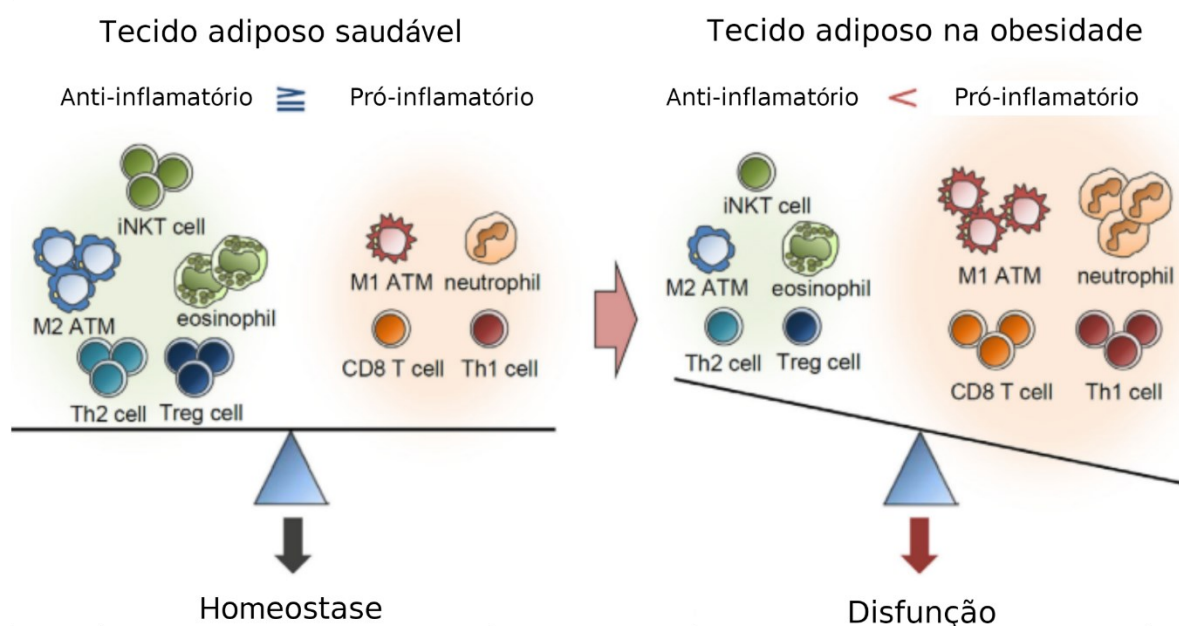 Tecido adiposo saudável
Anti-inflamatório ≧ Pró-inflamatório
iNKT cell
M2 ATM
eosinophil
Th2 cell
Treg cell
M1 ATM
neutrophil
CD8 T cell
Th1 cell
Homeostase
Tecido adiposo na obesidade
Anti-inflamatório < Pró-inflamatório
iNKT cell
M2 ATM
eosinophil
Th2 cell
Treg cell
M1 ATM
neutrophil
CD8 T cell
Th1 cell
Disfunção